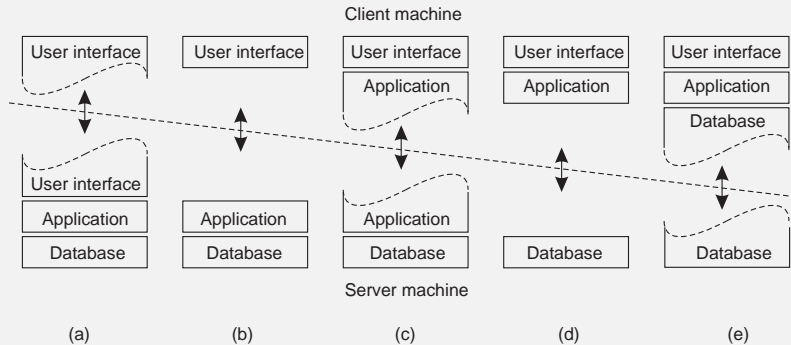 Client machine
User interface User interface User interface User interface User interface
Application Application Application
Database
User interface
Application Application Application
Database Database Database Database Database
Server machine
(a) (b) (c) (d) (e)